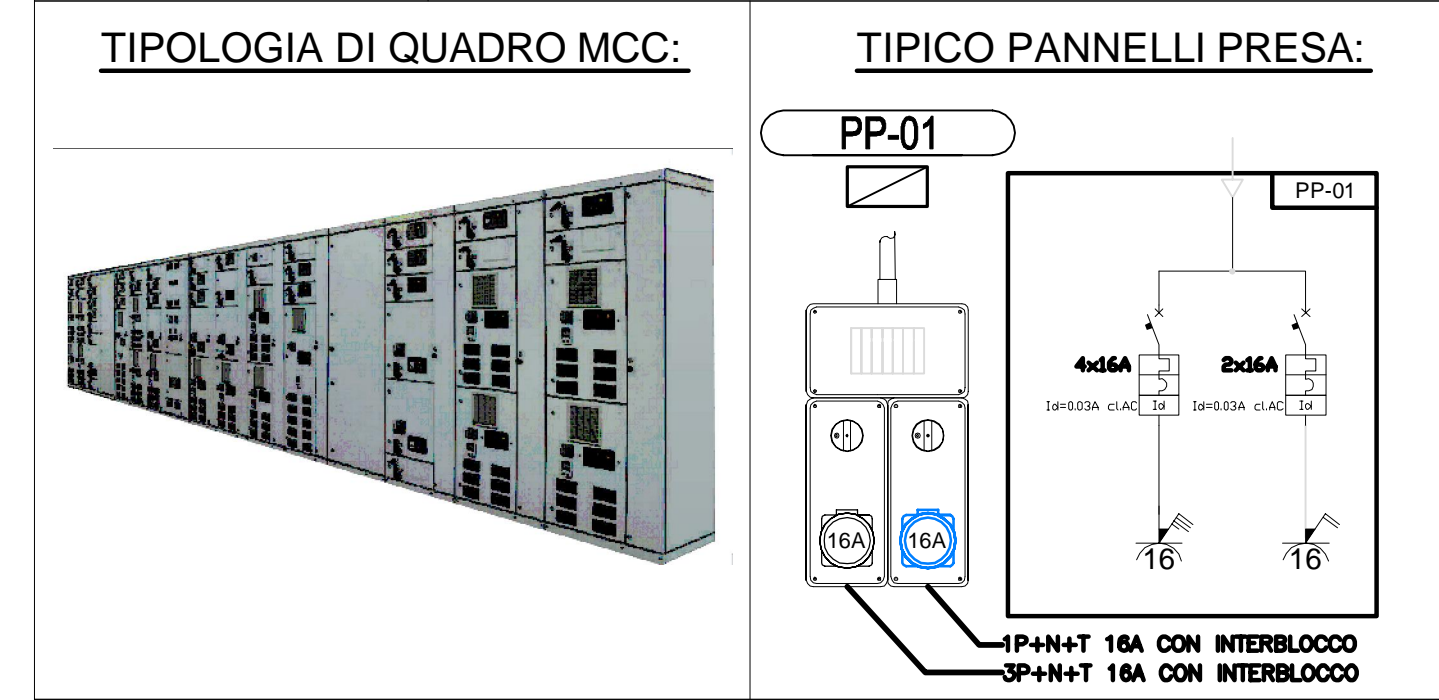 TIPOLOGIA DI QUADRO MCC:
TIPICO PANNELLI PRESA:
PP-01
PP-01
4x16A
2x16A
Id=0.03A cl.AC
Id
Id=0.03A cl.AC
Id
16A
16A
16
16
1P+N+T 16A CON INTERBLOCCO
3P+N+T 16A CON INTERBLOCCO